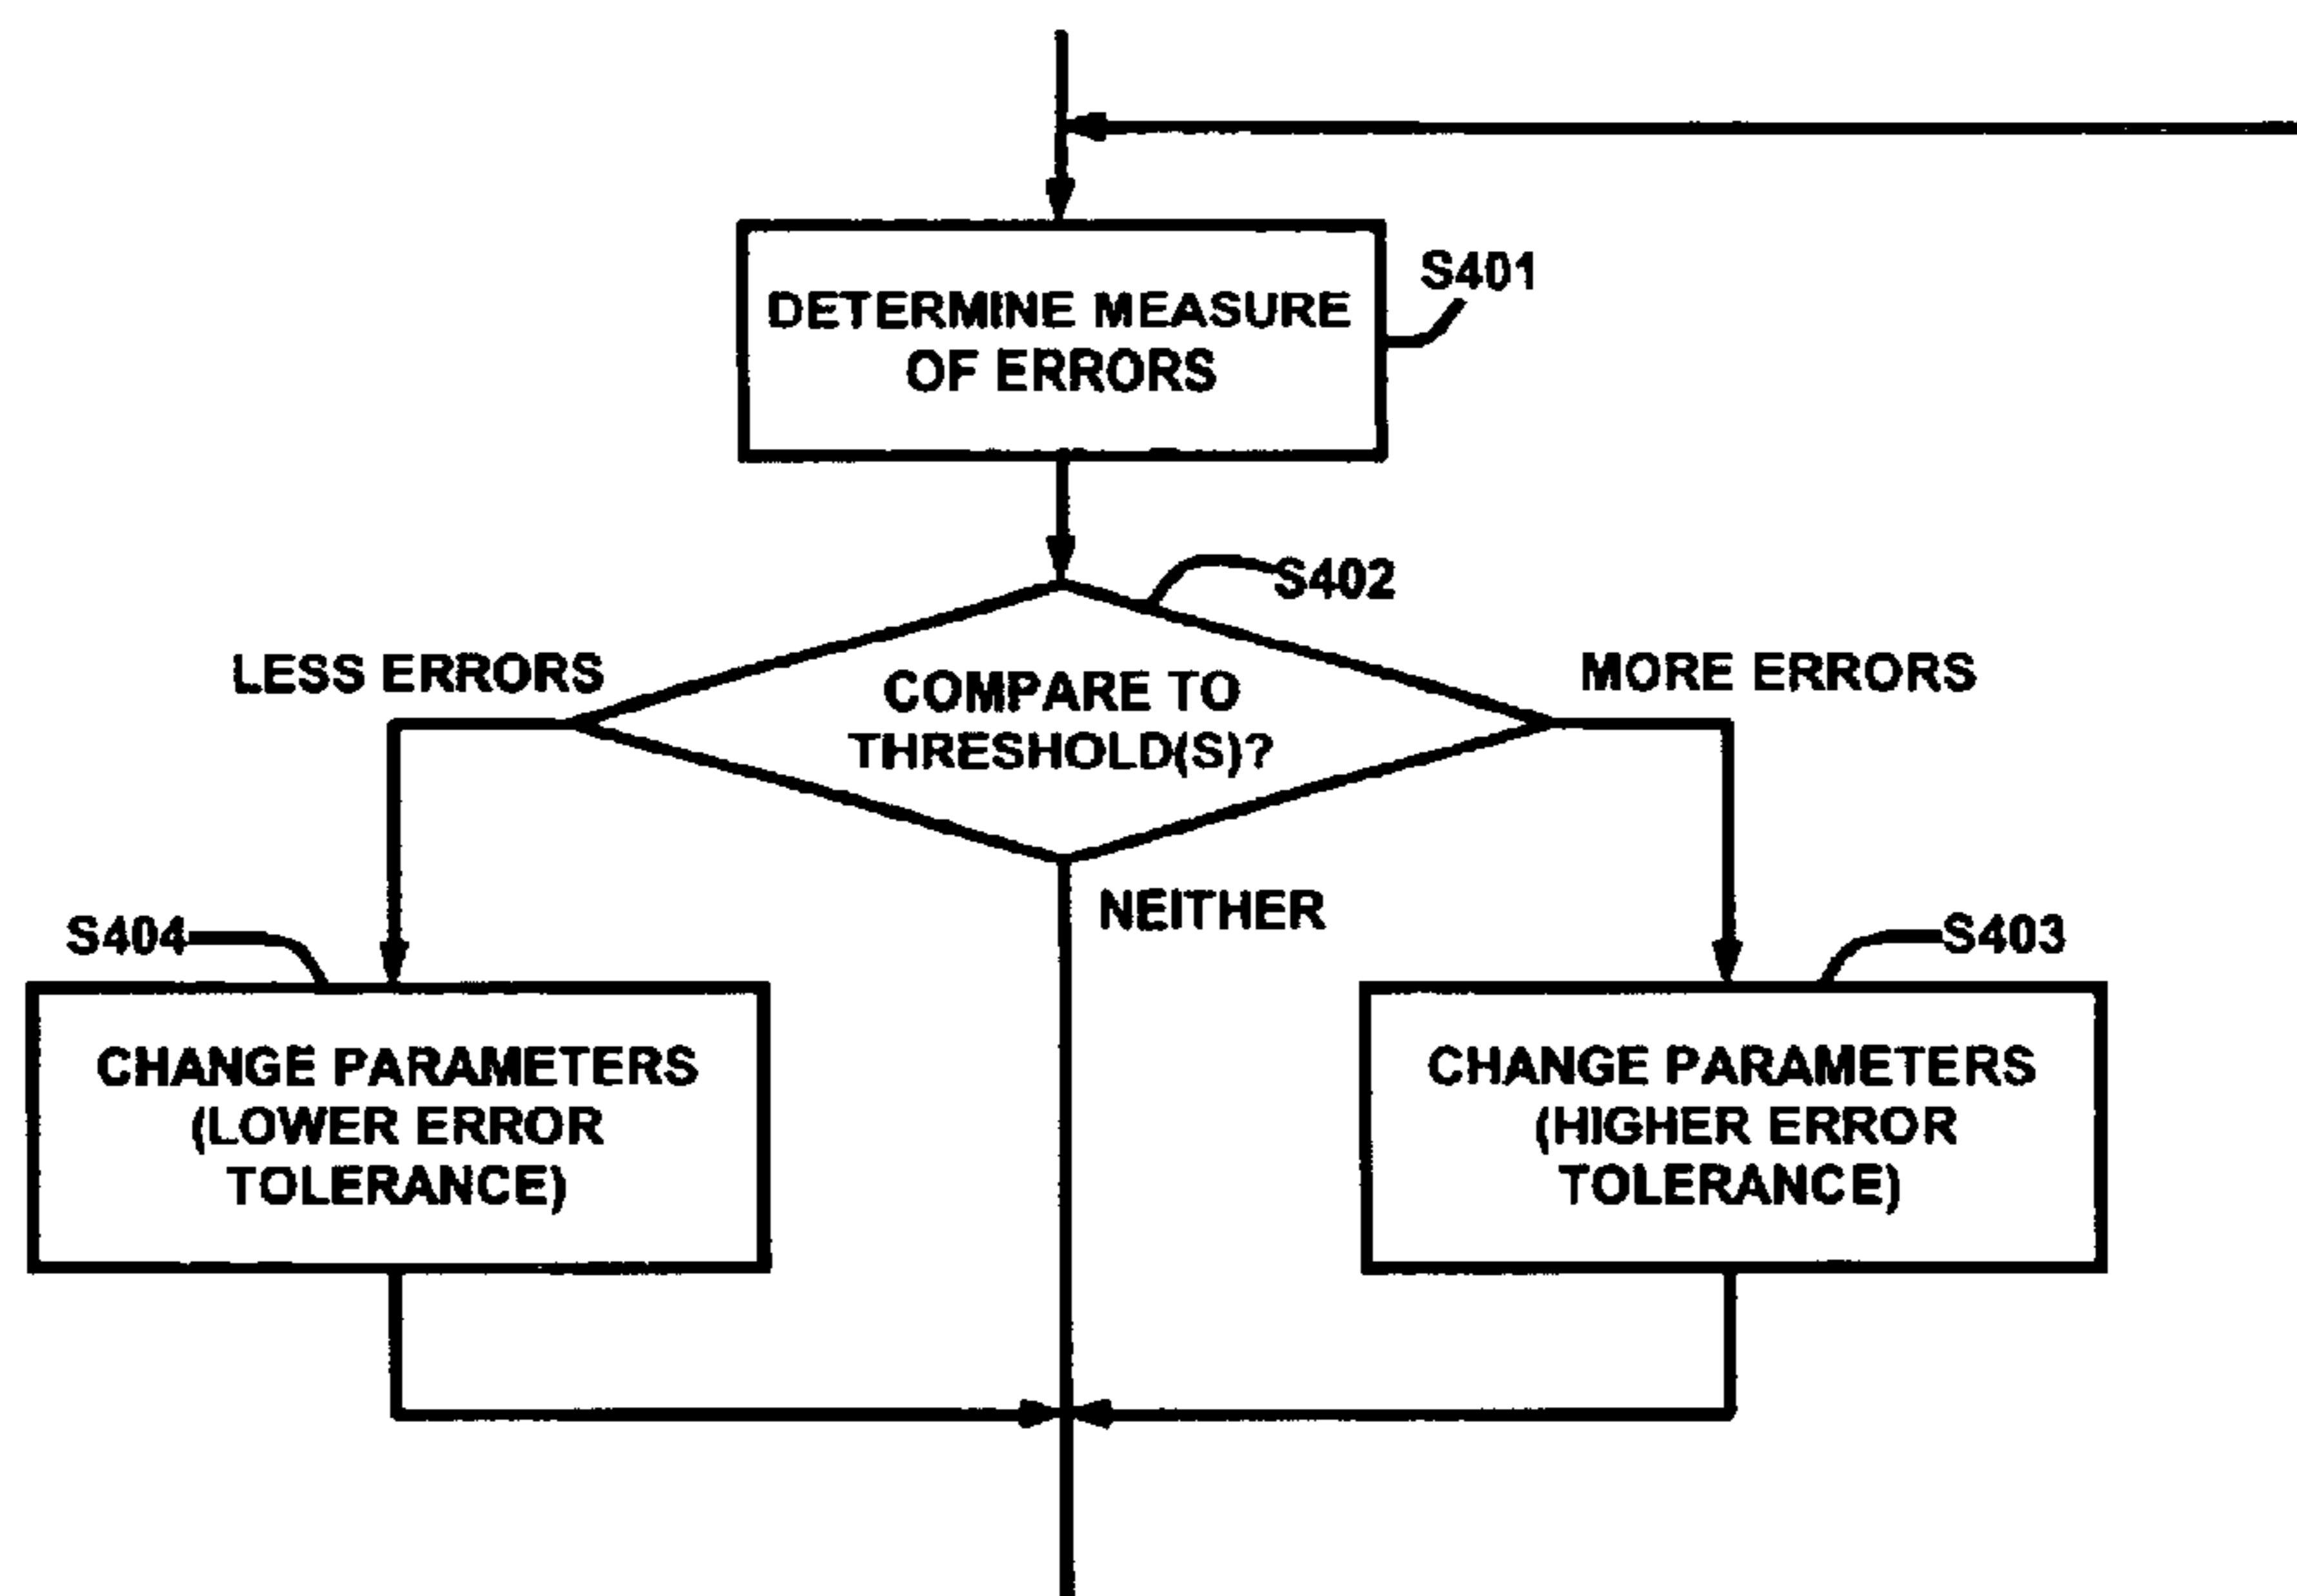 S401
DETERMINE MEASURE
OF ERRORS
S402
LESS ERRORS
COMPARE TO
THRESHOLD(S)?
MORE ERRORS
NEITHER
S404
S403
CHANGE PARAMETERS
(LOWER ERROR
TOLERANCE)
CHANGE PARAMETERS
(HIGHER ERROR
TOLERANCE)